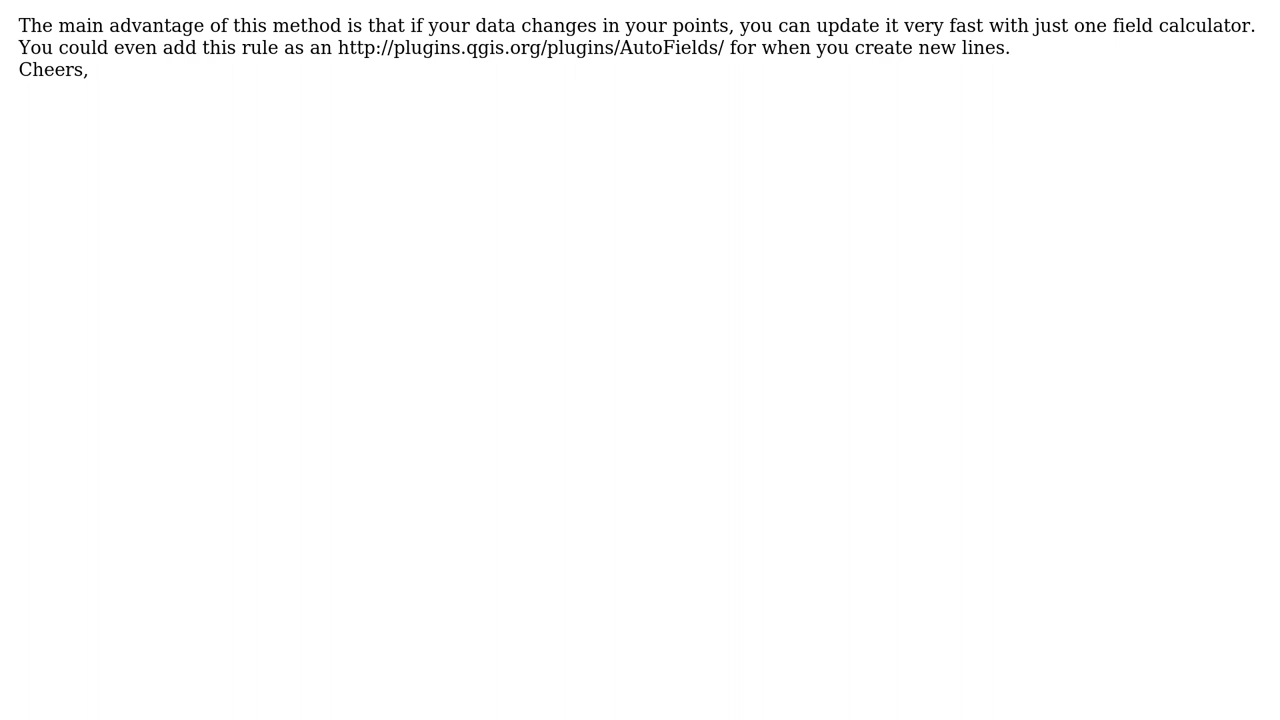 The main advantage of this method is that if your data changes in your points, you can update it very fast with just one field calculator.
You could even add this rule as an http://plugins.qgis.org/plugins/AutoFields/ for when you create new lines.
Cheers,